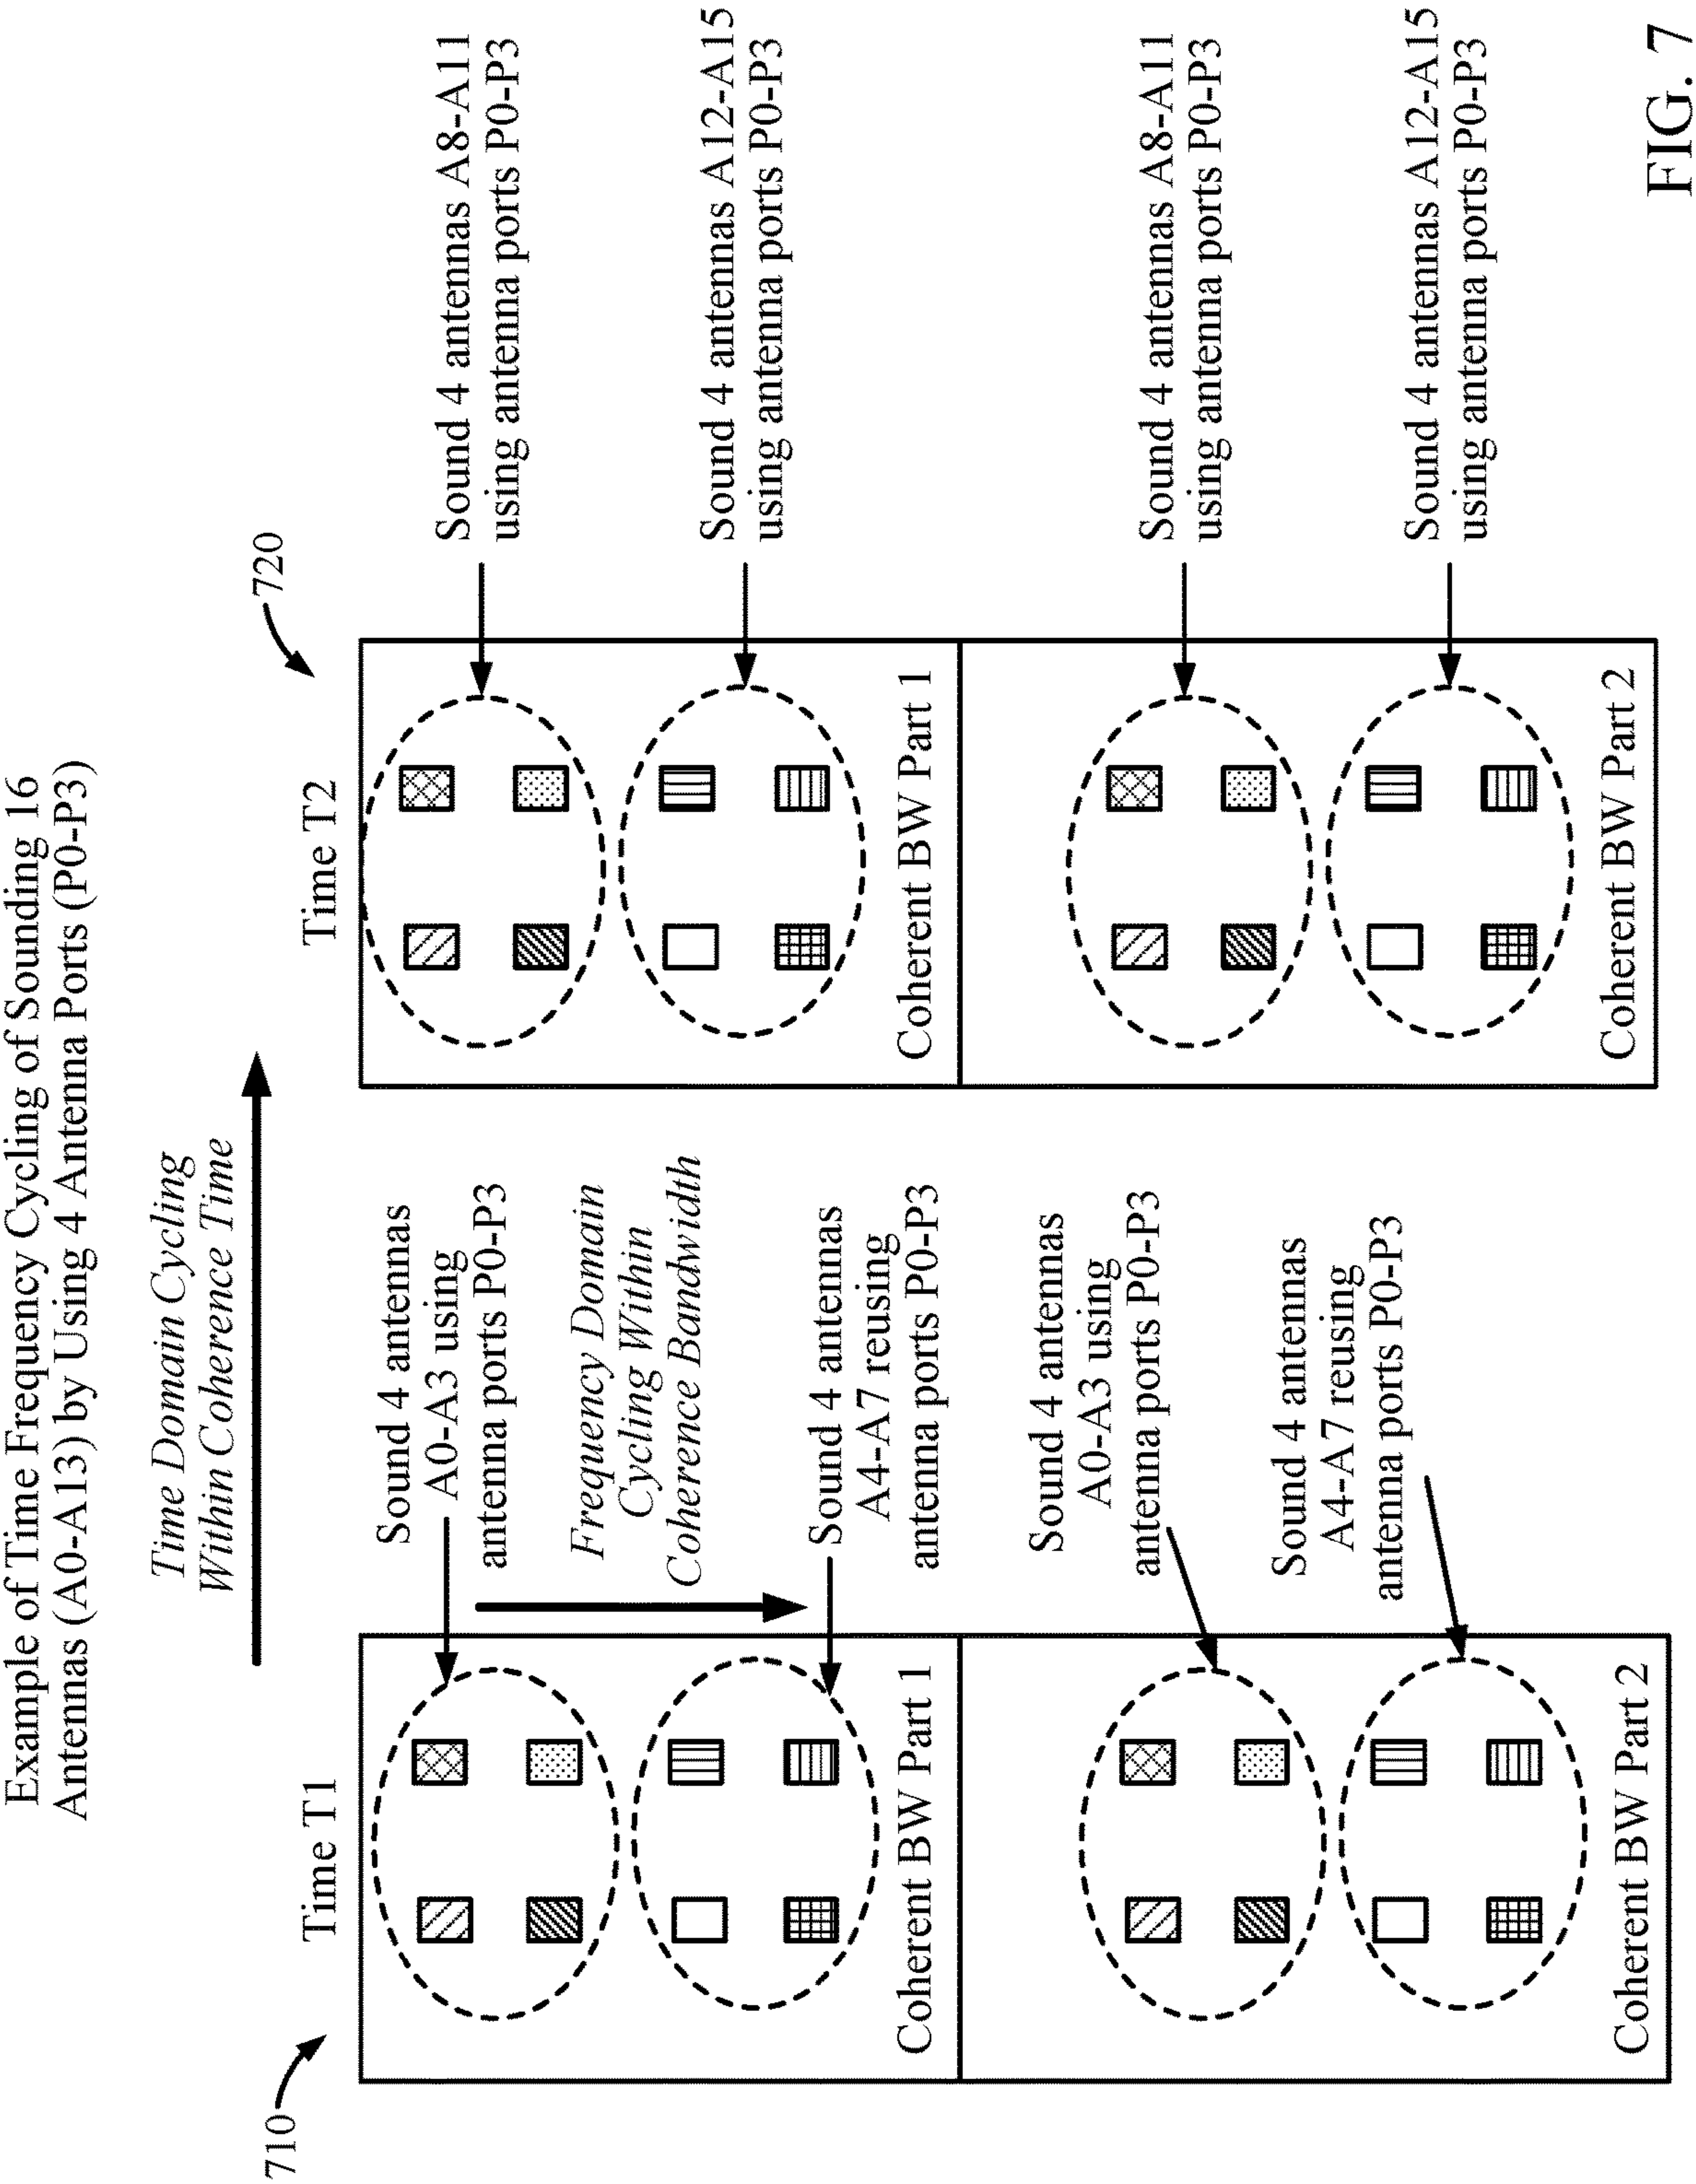 Example of Time Frequency Cycling of Sounding 16
Antennas (A0-A13) by Using 4 Antenna Ports (P0-P3)
Time Domain Cycling
Within Coherence Time
710
Time T1
Sound 4 antennas
A0-A3 using
antenna ports P0-P3
Frequency Domain
Cycling Within
Coherence Bandwidth
Sound 4 antennas
A4-A7 reusing
antenna ports P0-P3
Coherent BW Part 1
Sound 4 antennas
A0-A3 using
antenna ports P0-P3
Sound 4 antennas
A4-A7 reusing
antenna ports P0-P3
Coherent BW Part 2
720
Time T2
Sound 4 antennas A8-A11
using antenna ports P0-P3
Sound 4 antennas A12-A15
using antenna ports P0-P3
Coherent BW Part 1
Sound 4 antennas A8-A11
using antenna ports P0-P3
Sound 4 antennas A12-A15
using antenna ports P0-P3
Coherent BW Part 2
FIG. 7